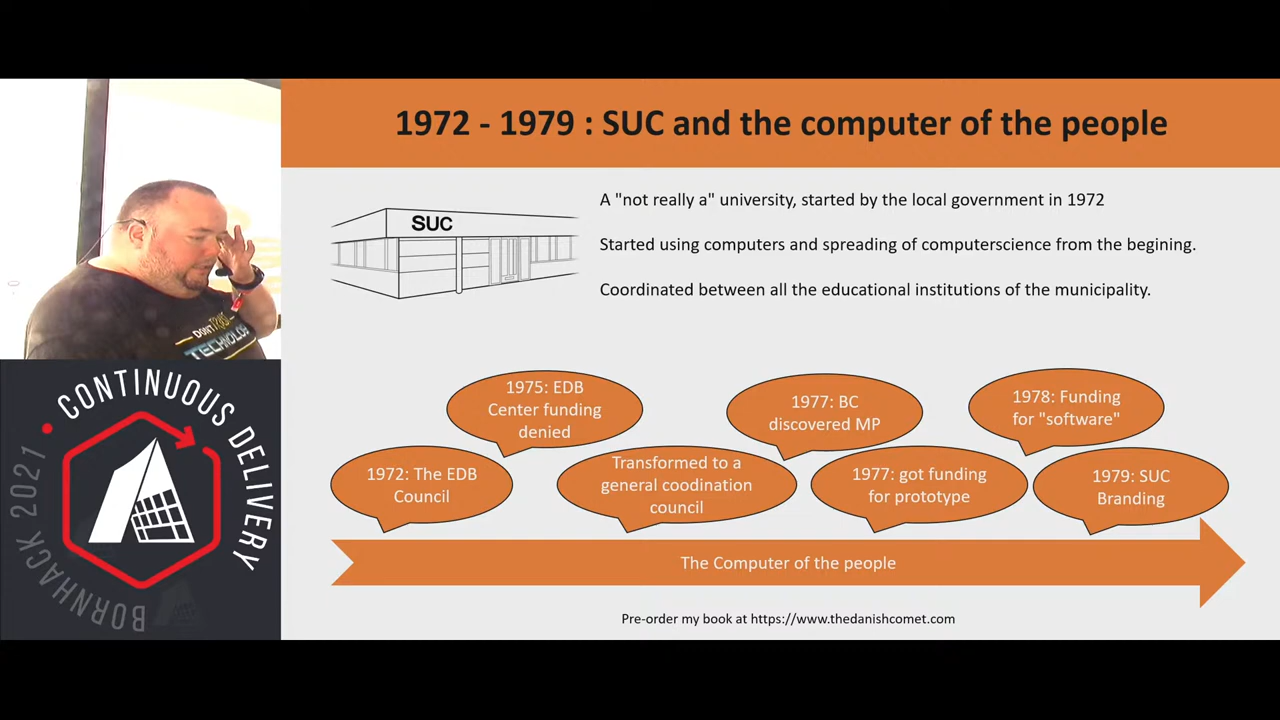 1972 - 1979 : SUC and the computer of the people
SUC
A "not really a" university, started by the local government in 1972
Started using computers and spreading of computerscience from the begining.
Coordinated between all the educational institutions of the municipality.
1972: The EDB
Council
1975: EDB
Center funding
denied
Transformed to a
general coodination
council
1977: BC
discovered MP
1977: got funding
for prototype
1978: Funding
for "software"
1979: SUC
Branding
The Computer of the people
Pre-order my book at https://www.thedanishcomet.com
DON'T
TECHNOLOG
CONTINUOUS DELIVERY
BORNHACK 2021